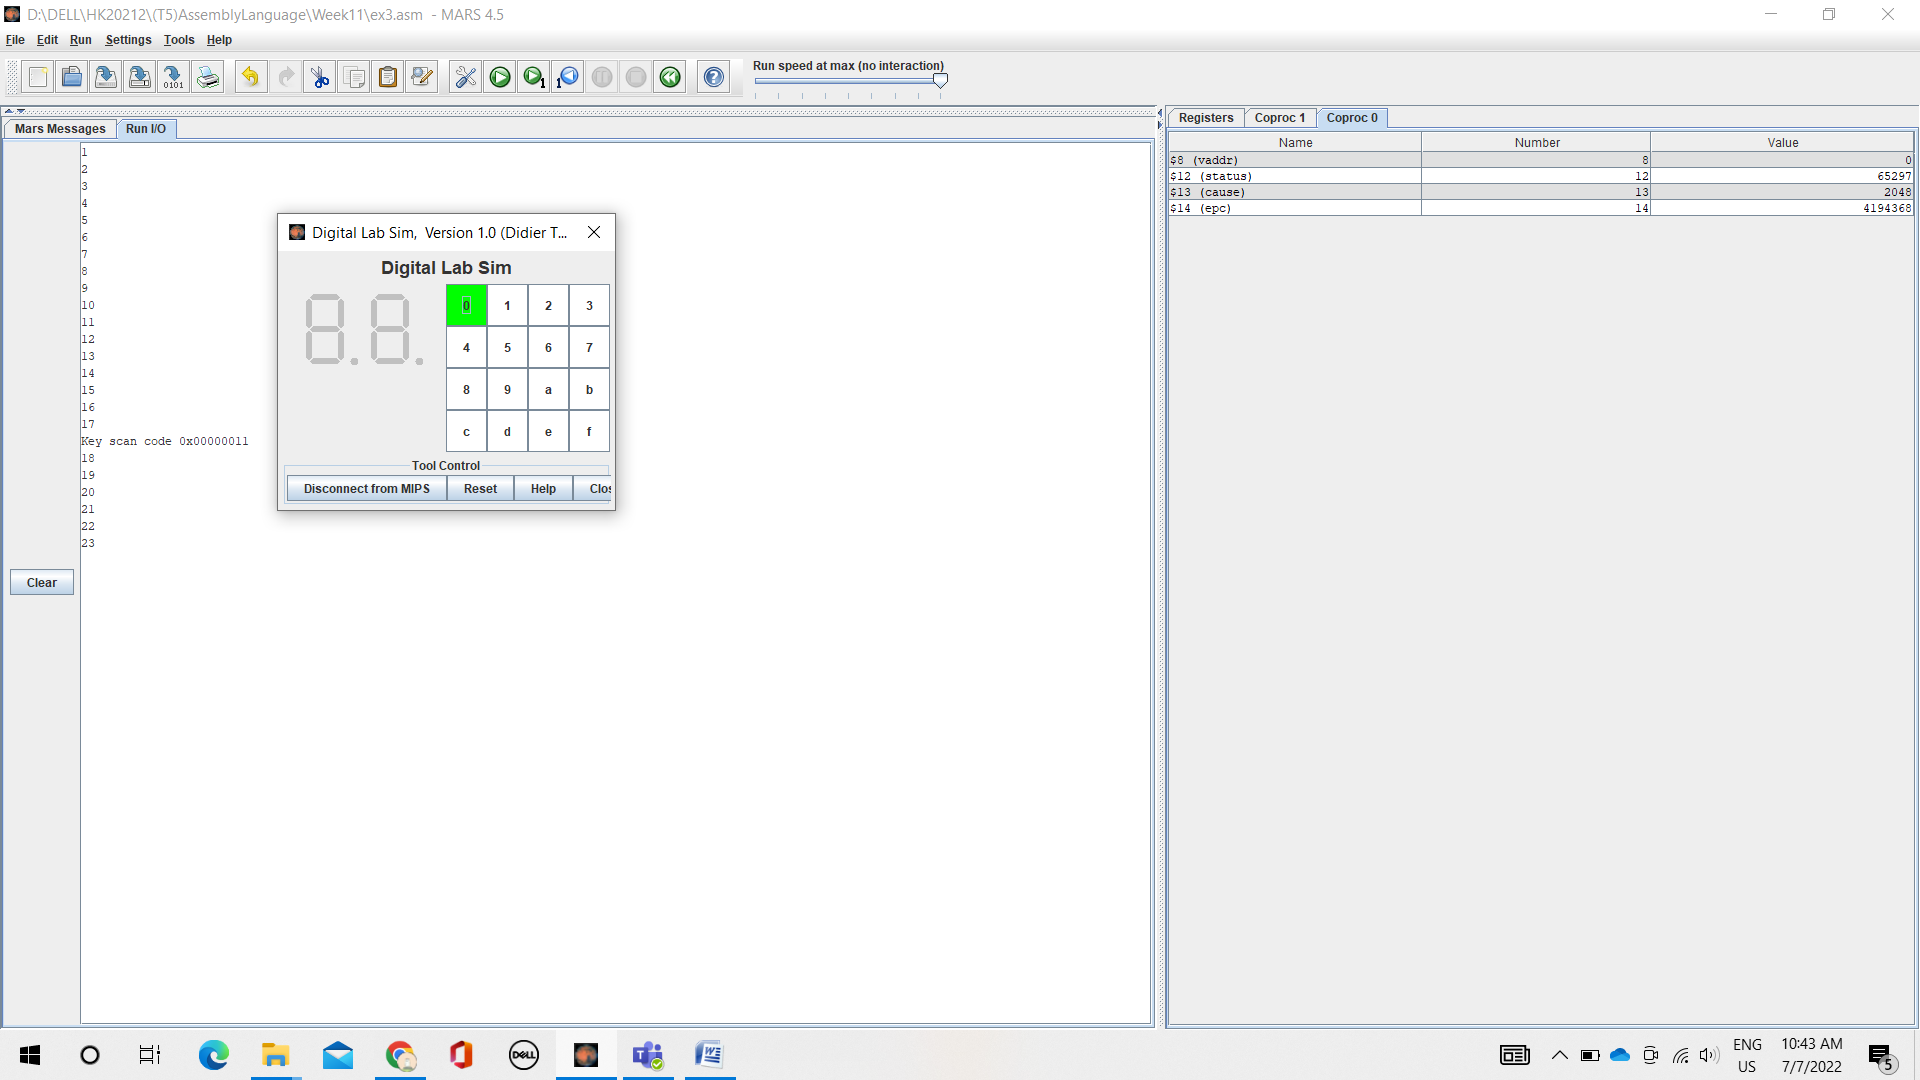 D:\DELL\HK20212\(T5)AssemblyLanguage\Week11\ex3.asm - MARS 4.5
File Edit Run Settings Tools Help
Run speed at max (no interaction)
Mars Messages Run I/O
1
2
3
4
5
6
7
8
9
10
11
12
13
14
15
16
17
Key scan code 0x00000011
18
19
20
21
22
23
Clear
Digital Lab Sim, Version 1.0 (Didier T...
Digital Lab Sim
8.8.
0 1 2 3
4 5 6 7
8 9 a b
c d e f
Tool Control
Disconnect from MIPS Reset Help Clos
Registers Coproc 1 Coproc 0
Name Number Value
$8 (vaddr) 8 0
$12 (status) 12 65297
$13 (cause) 13 2048
$14 (epc) 14 4194368
ENG
US
10:43 AM
7/7/2022
5